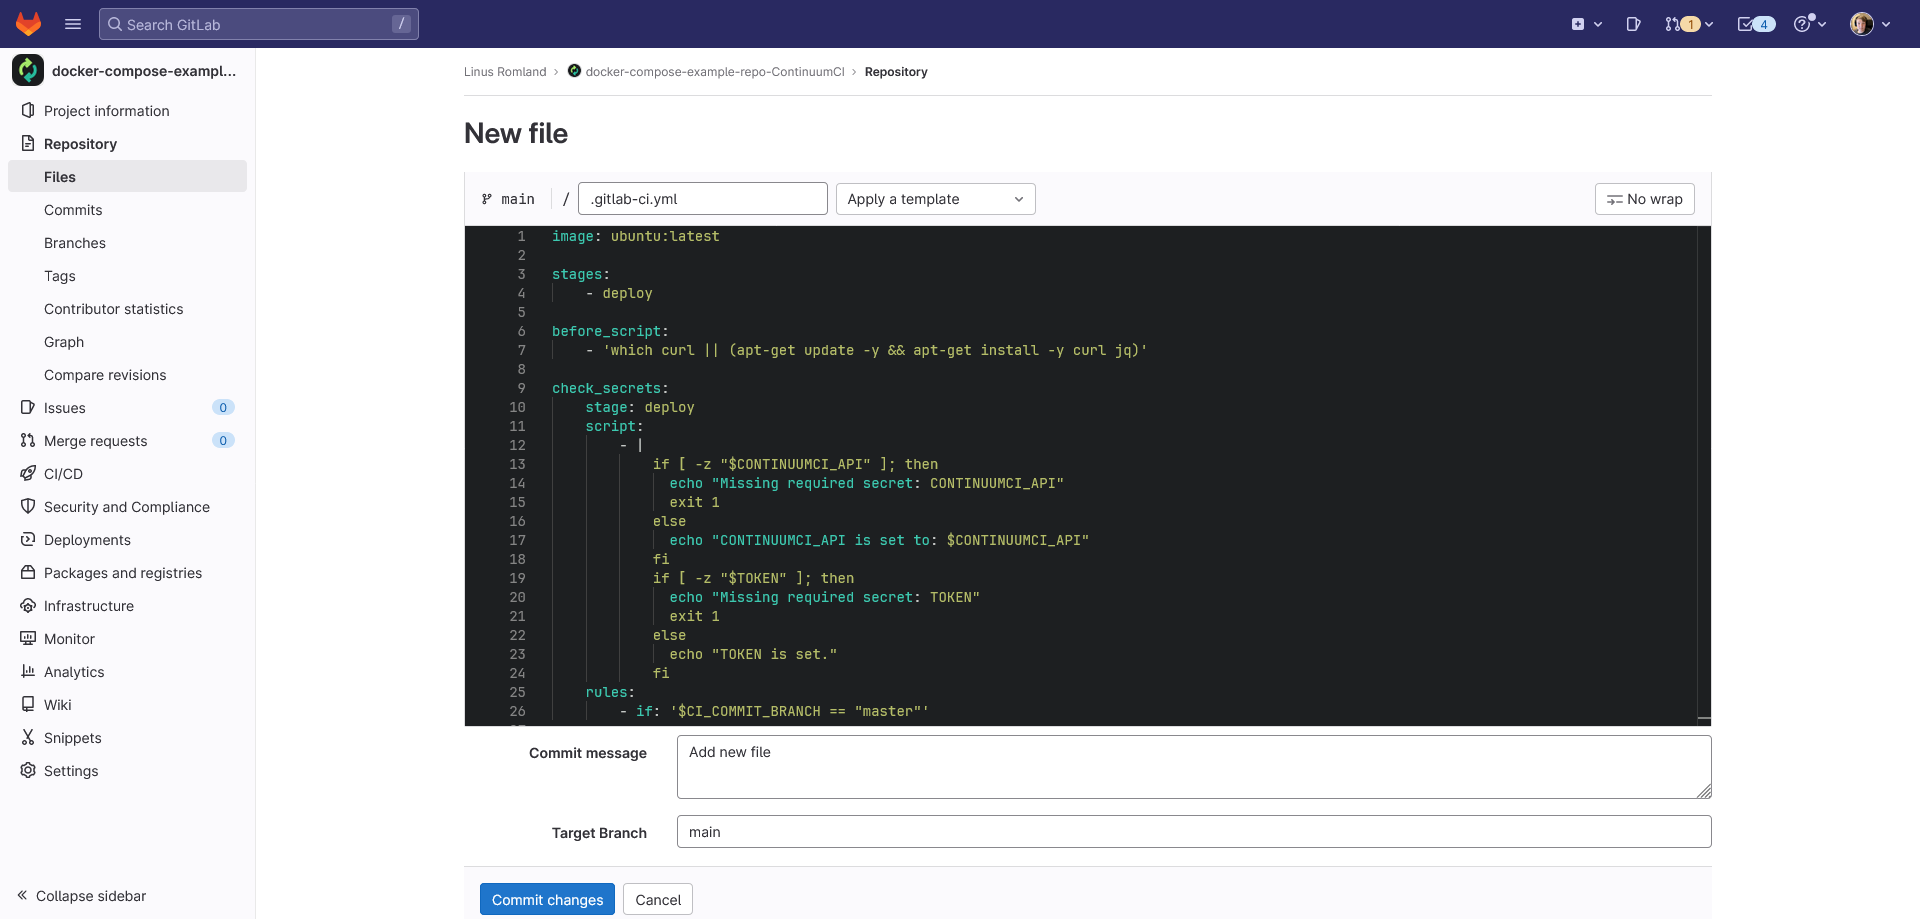 Search GitLab
/
1
4
docker-compose-exampl...
Project information
Repository
Files
Commits
Branches
Tags
Contributor statistics
Graph
Compare revisions
Issues 0
Merge requests 0
CI/CD
Security and Compliance
Deployments
Packages and registries
Infrastructure
Monitor
Analytics
Wiki
Snippets
Settings
Collapse sidebar
Linus Romland › docker-compose-example-repo-ContinuumCI › Repository
New file
main / .gitlab-ci.yml Apply a template No wrap
1 image: ubuntu:latest
2
3 stages:
4     - deploy
5
6 before_script:
7     - 'which curl || (apt-get update -y && apt-get install -y curl jq)'
8
9 check_secrets:
10     stage: deploy
11     script:
12         - |
13             if [ -z "$CONTINUUMCI_API" ]; then
14               echo "Missing required secret: CONTINUUMCI_API"
15               exit 1
16             else
17               echo "CONTINUUMCI_API is set to: $CONTINUUMCI_API"
18             fi
19             if [ -z "$TOKEN" ]; then
20               echo "Missing required secret: TOKEN"
21               exit 1
22             else
23               echo "TOKEN is set."
24             fi
25     rules:
26         - if: '$CI_COMMIT_BRANCH == "master"'
Commit message
Add new file
Target Branch
main
Commit changes
Cancel